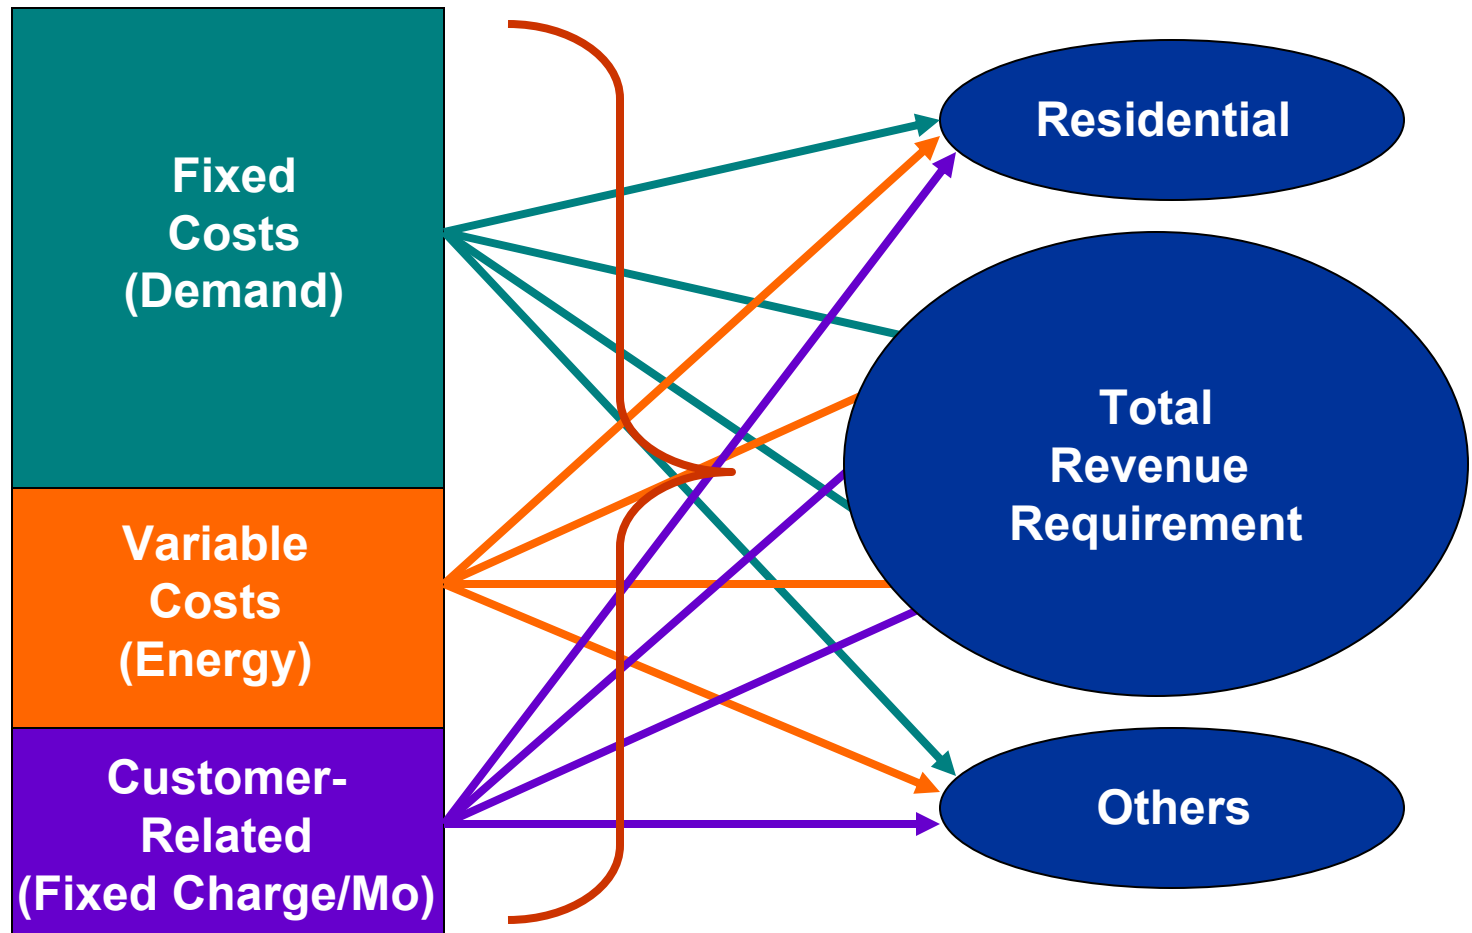 Fixed
Costs
(Demand)
Variable
Costs
(Energy)
Customer-
Related
(Fixed Charge/Mo)
Residential
Total
Revenue
Requirement
Others